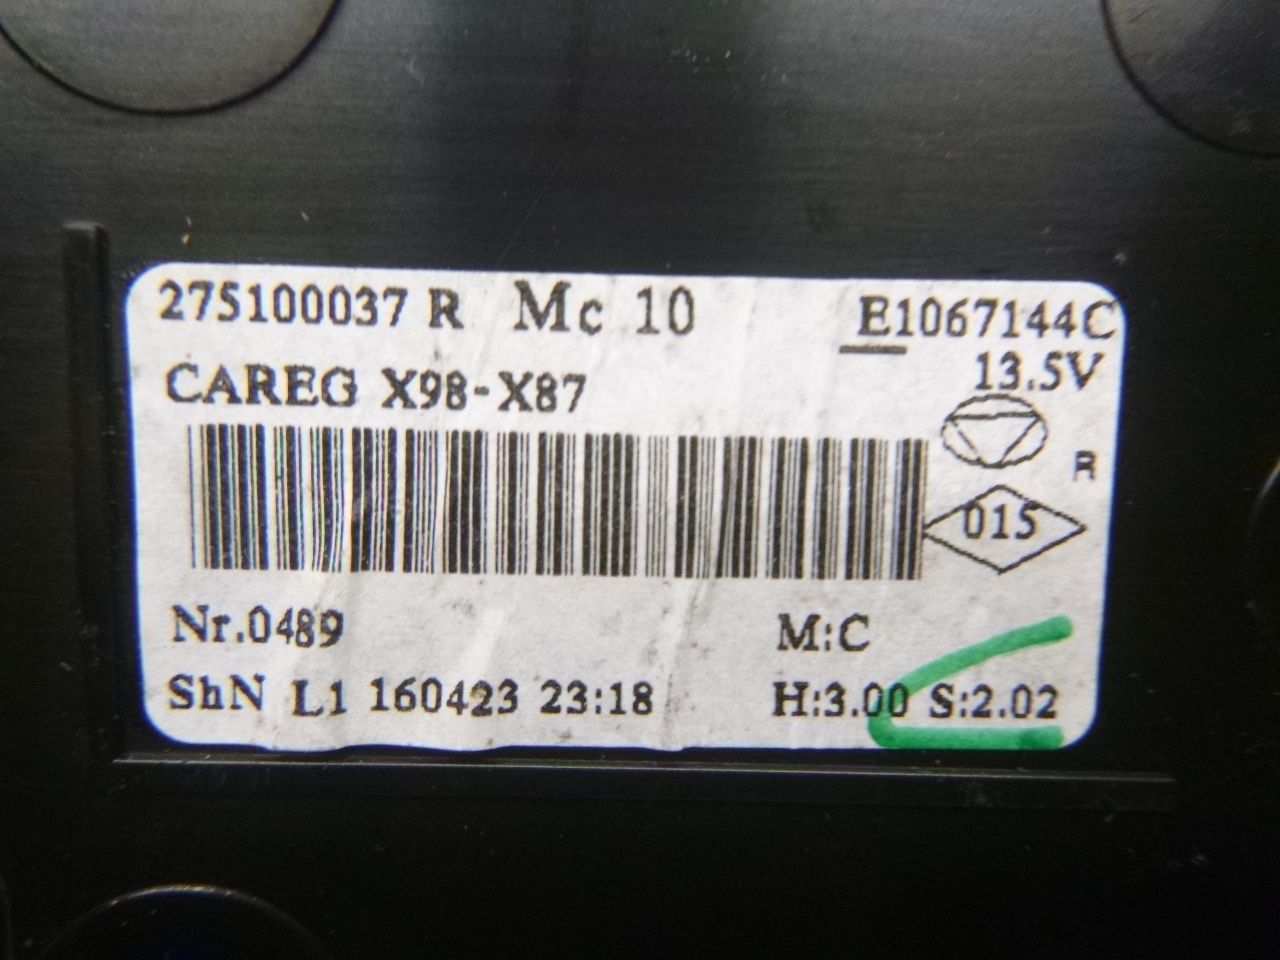 275100037 R Mc 10 E1067144C
CAREG X98-X87 13.5V
R
015
Nr.0489 M:C
ShN L1 160423 23:18 H:3.00 S:2.02